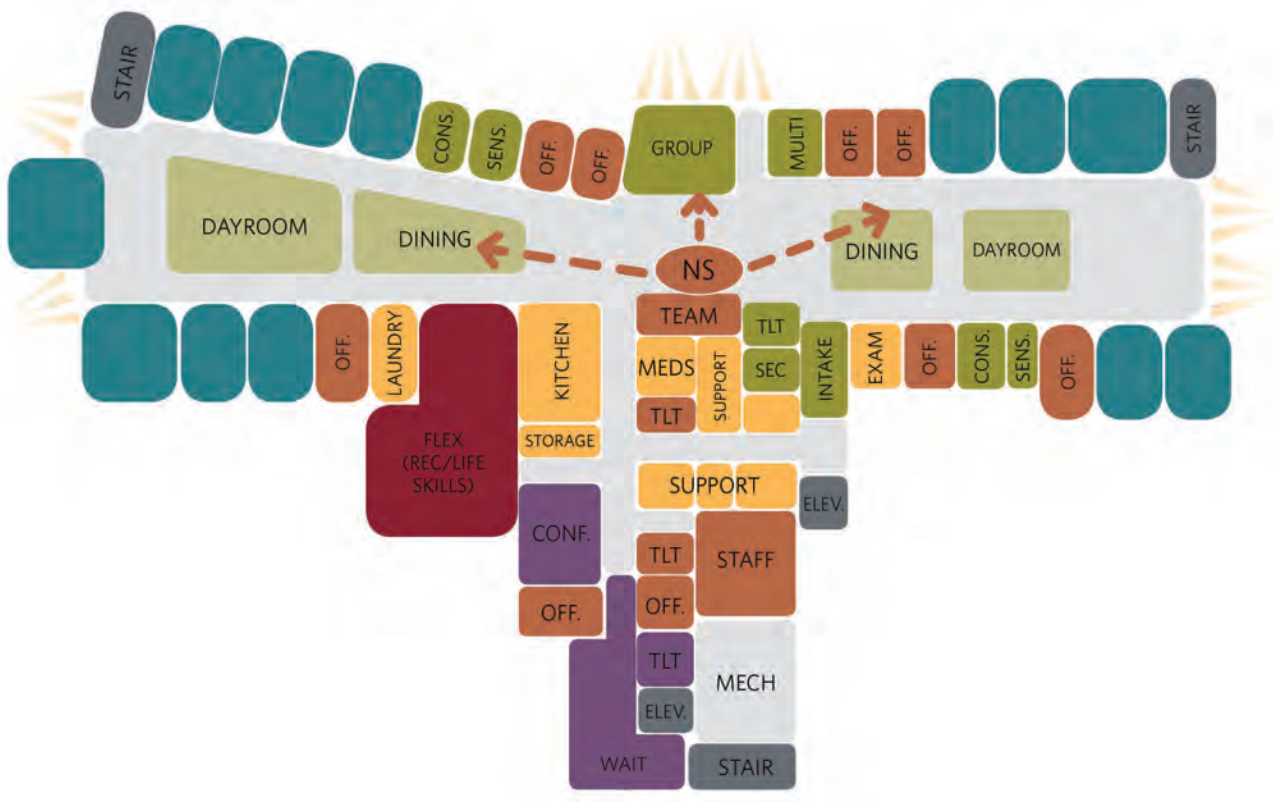 STAIR
CONS.
SENS.
OFF.
OFF.
GROUP
MULTI
OFF.
OFF.
STAIR
DAYROOM
DINING
NS
DINING
DAYROOM
OFF.
LAUNDRY
KITCHEN
TEAM
MEDS
SUPPORT
TLT
SEC
INTAKE
EXAM
OFF.
CONS.
SENS.
OFF.
TLT
STORAGE
FLEX
(REC/LIFE
SKILLS)
SUPPORT
ELEV.
CONF.
TLT
STAFF
OFF.
OFF.
TLT
MECH
ELEV.
WAIT
STAIR